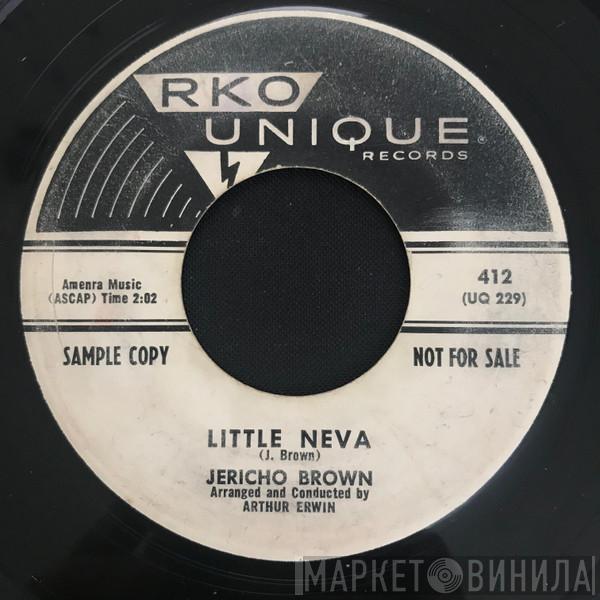 RKO
UNIQUE®
RECORDS
Amenra Music
(ASCAP) Time 2:02
412
(UQ 229)
SAMPLE COPY
NOT FOR SALE
LITTLE NEVA
(J. Brown)
JERICHO BROWN
Arranged and Conducted by
ARTHUR ERWIN
МАРКЕТ ВИНИЛА